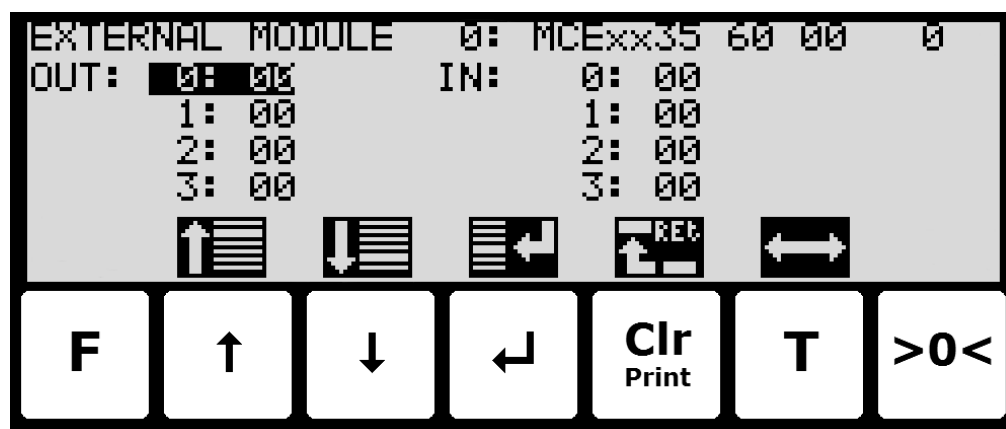 EXTERNAL MODULE 0: MCExx35 60 00 0
OUT: 0: 00 IN: 0: 00
1: 00 1: 00
2: 00 2: 00
3: 00 3: 00
Ret
F ↑ ↓ ↵ Clr T >0<
Print